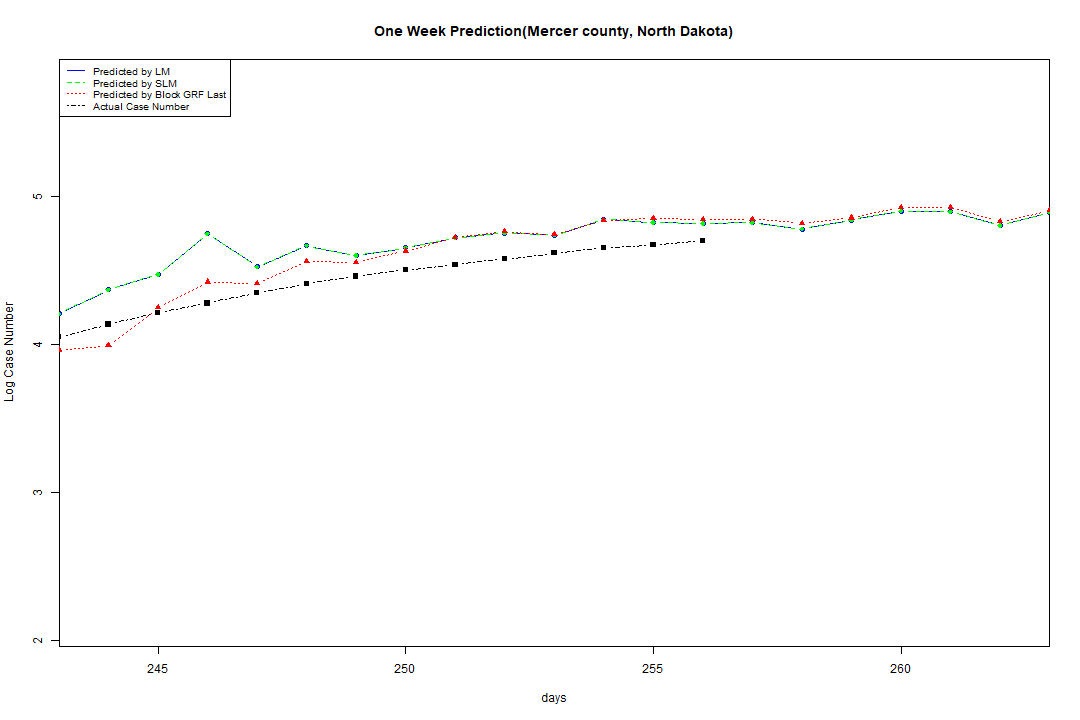 One Week Prediction(Mercer county, North Dakota)
Predicted by LM
Predicted by SLM
Predicted by Block GRF Last
Actual Case Number
5
4
3
2
Log Case Number
245 250 255 260
days